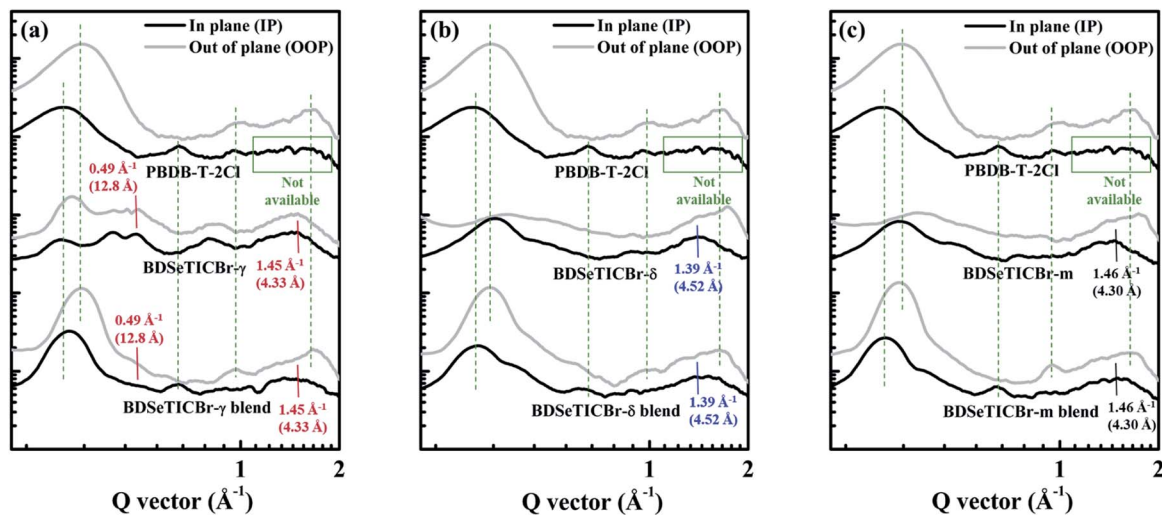 (a)
In plane (IP)
Out of plane (OOP)
PBDB-T-2Cl
0.49 Å⁻¹
(12.8 Å)
Not
available
BDSeTICBr-γ
1.45 Å⁻¹
(4.33 Å)
0.49 Å⁻¹
(12.8 Å)
BDSeTICBr-γ blend
1.45 Å⁻¹
(4.33 Å)
1
2
Q vector (Å⁻¹)
(b)
In plane (IP)
Out of plane (OOP)
PBDB-T-2Cl
Not
available
BDSeTICBr-δ
1.39 Å⁻¹
(4.52 Å)
BDSeTICBr-δ blend
1.39 Å⁻¹
(4.52 Å)
1
2
Q vector (Å⁻¹)
(c)
In plane (IP)
Out of plane (OOP)
PBDB-T-2Cl
Not
available
BDSeTICBr-m
1.46 Å⁻¹
(4.30 Å)
BDSeTICBr-m blend
1.46 Å⁻¹
(4.30 Å)
1
2
Q vector (Å⁻¹)